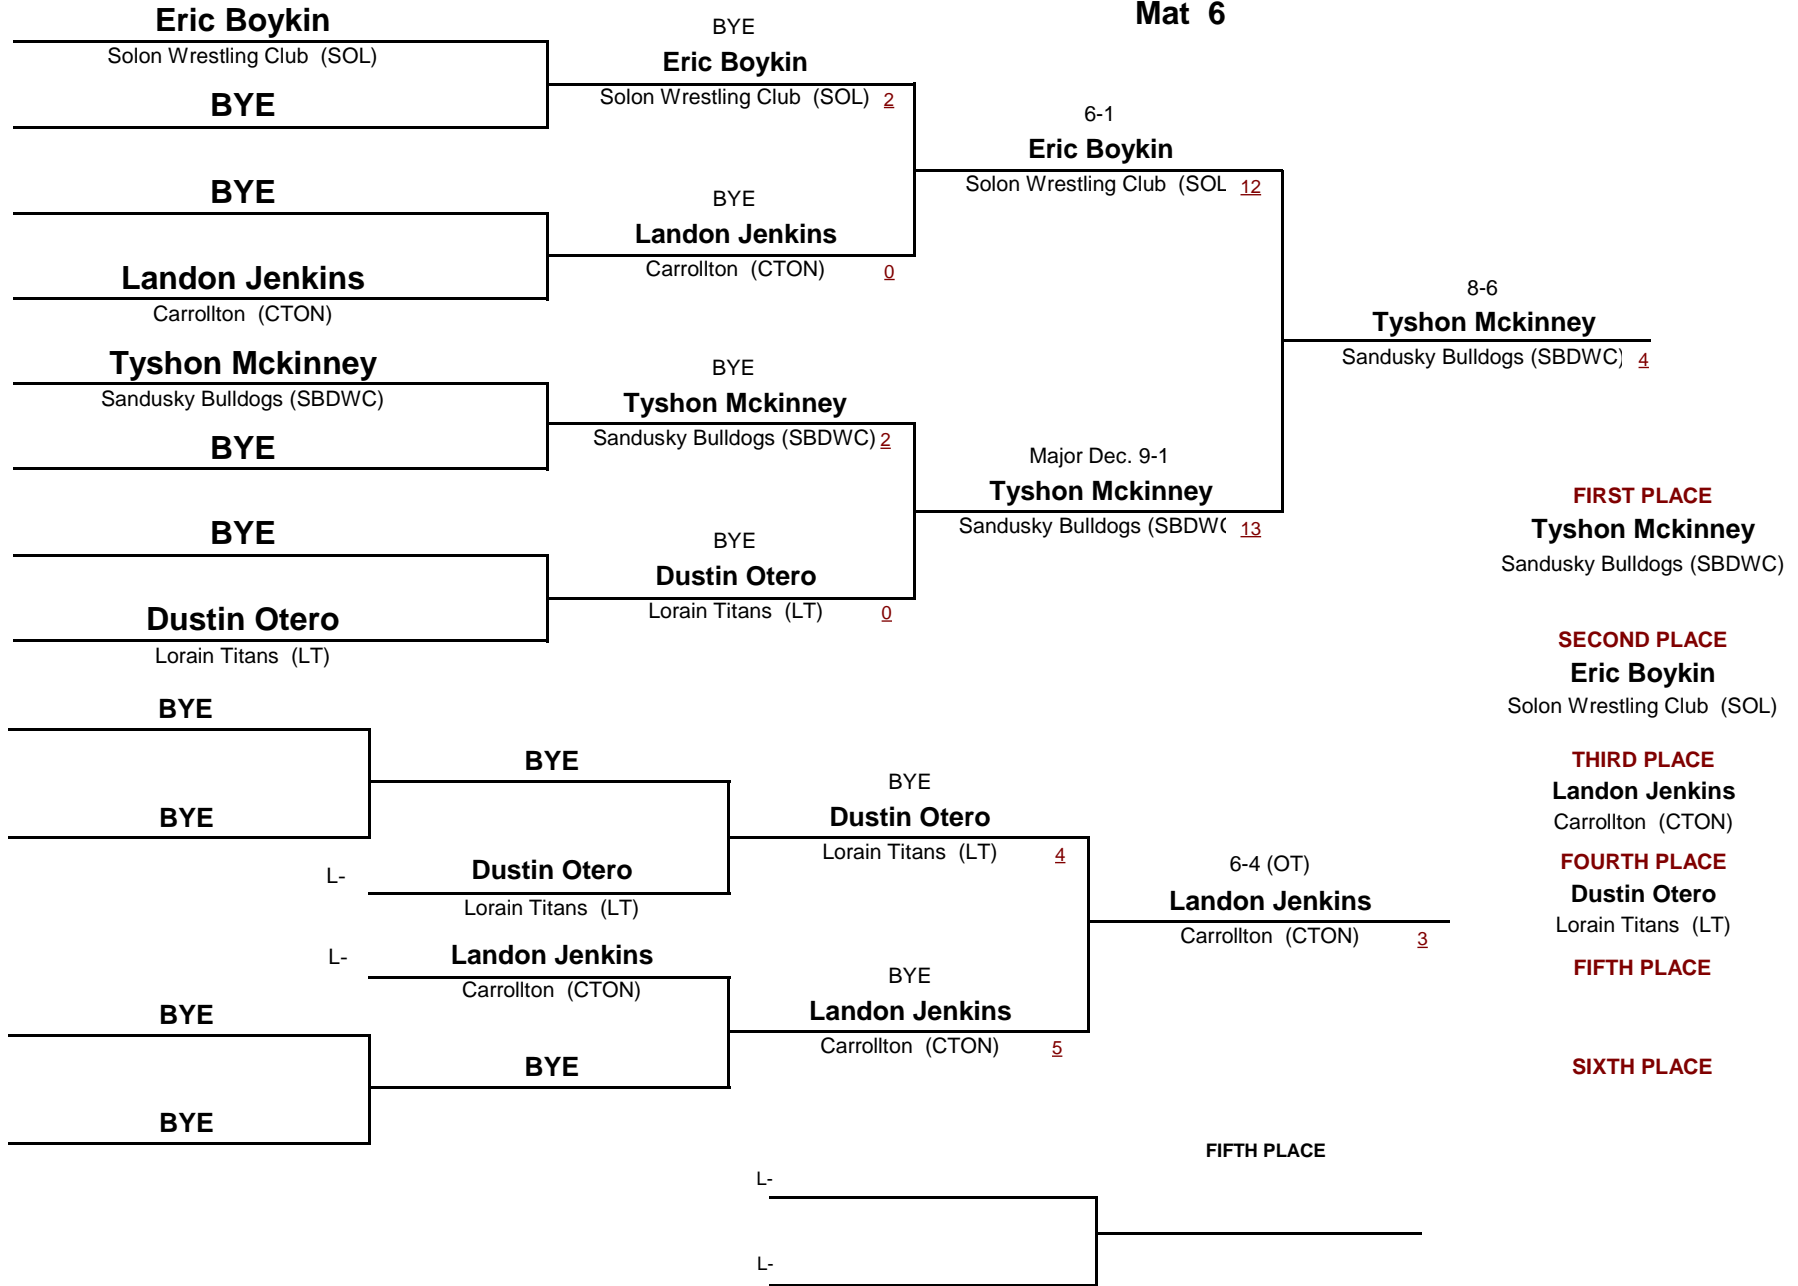 Mat 6
Eric Boykin
Solon Wrestling Club (SOL)
BYE
BYE
Landon Jenkins
Carrollton (CTON)
Tyshon Mckinney
Sandusky Bulldogs (SBDWC)
BYE
BYE
Dustin Otero
Lorain Titans (LT)
BYE
Eric Boykin
Solon Wrestling Club (SOL) 2
BYE
Landon Jenkins
Carrollton (CTON) 0
BYE
Tyshon Mckinney
Sandusky Bulldogs (SBDWC) 2
BYE
Dustin Otero
Lorain Titans (LT) 0
6-1
Eric Boykin
Solon Wrestling Club (SOL 12
Major Dec. 9-1
Tyshon Mckinney
Sandusky Bulldogs (SBDW( 13
8-6
Tyshon Mckinney
Sandusky Bulldogs (SBDWC) 4
FIRST PLACE
Tyshon Mckinney
Sandusky Bulldogs (SBDWC)
SECOND PLACE
Eric Boykin
Solon Wrestling Club (SOL)
THIRD PLACE
Landon Jenkins
Carrollton (CTON)
FOURTH PLACE
Dustin Otero
Lorain Titans (LT)
FIFTH PLACE
SIXTH PLACE
BYE
BYE
BYE
BYE
BYE
L- Dustin Otero
Lorain Titans (LT)
L- Landon Jenkins
Carrollton (CTON)
BYE
BYE
Dustin Otero
Lorain Titans (LT) 4
BYE
Landon Jenkins
Carrollton (CTON) 5
6-4 (OT)
Landon Jenkins
Carrollton (CTON) 3
FIFTH PLACE
L-
L-